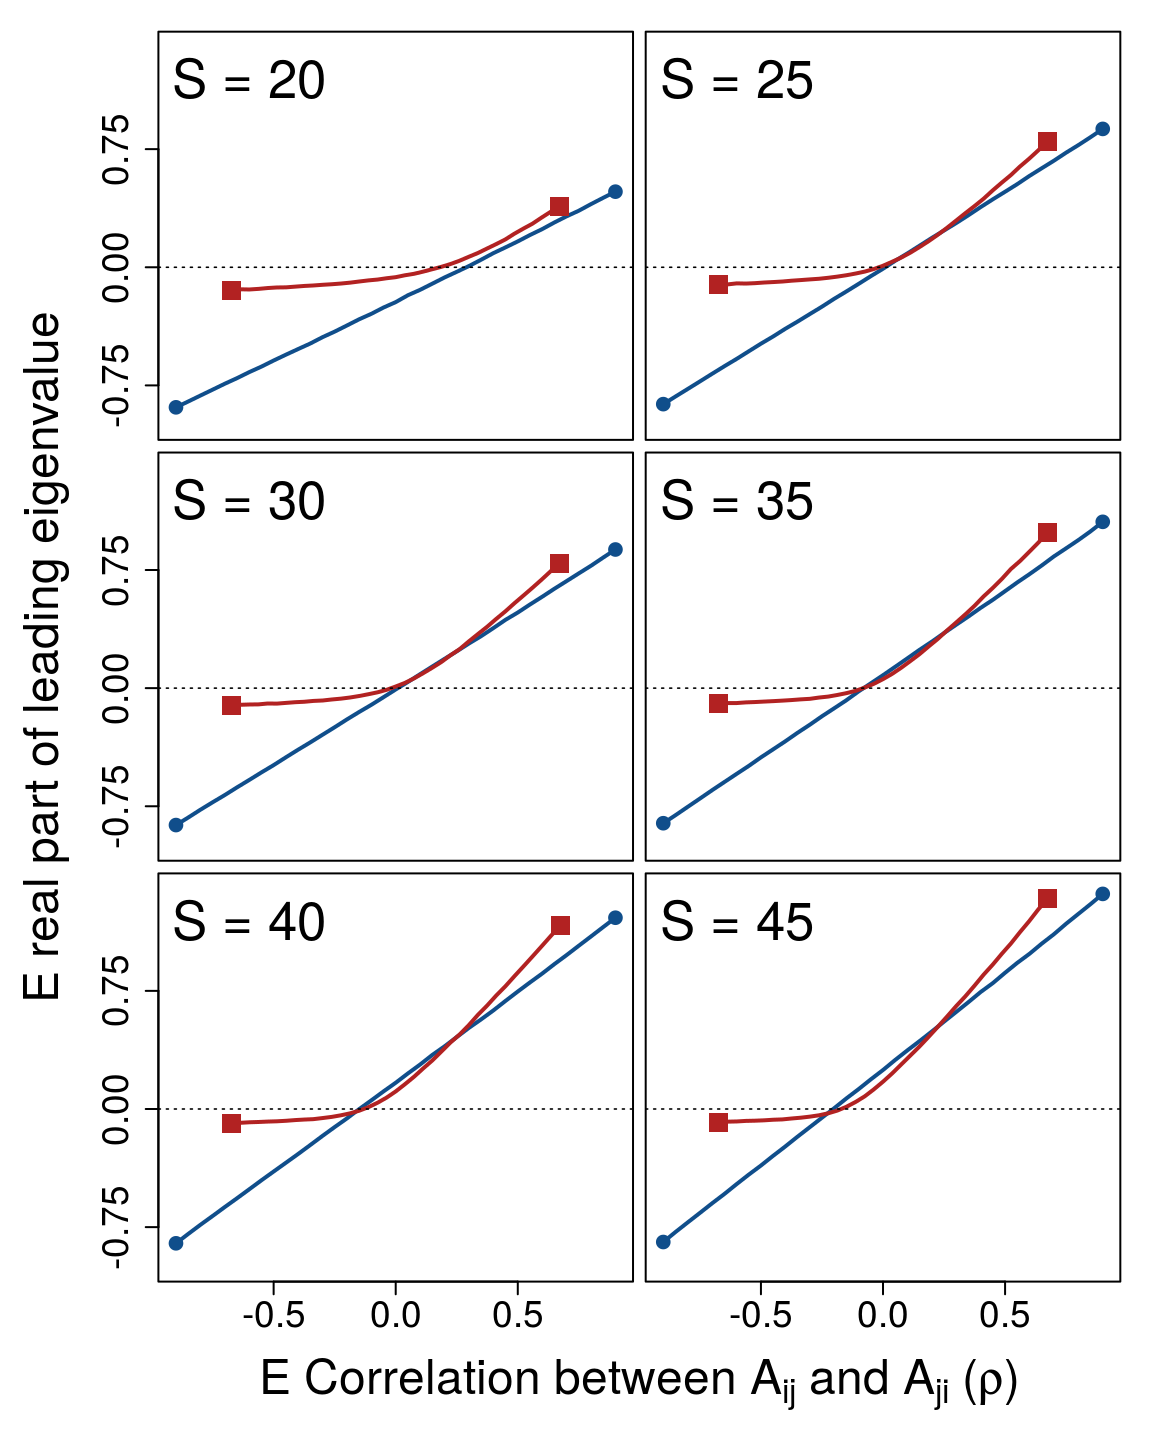 S = 20
S = 25
0.75
0.00
-0.75
S = 30
S = 35
0.75
0.00
-0.75
S = 40
S = 45
0.75
0.00
-0.75
-0.5 0.0 0.5
-0.5 0.0 0.5
E real part of leading eigenvalue
E Correlation between Aij and Aji (ρ)